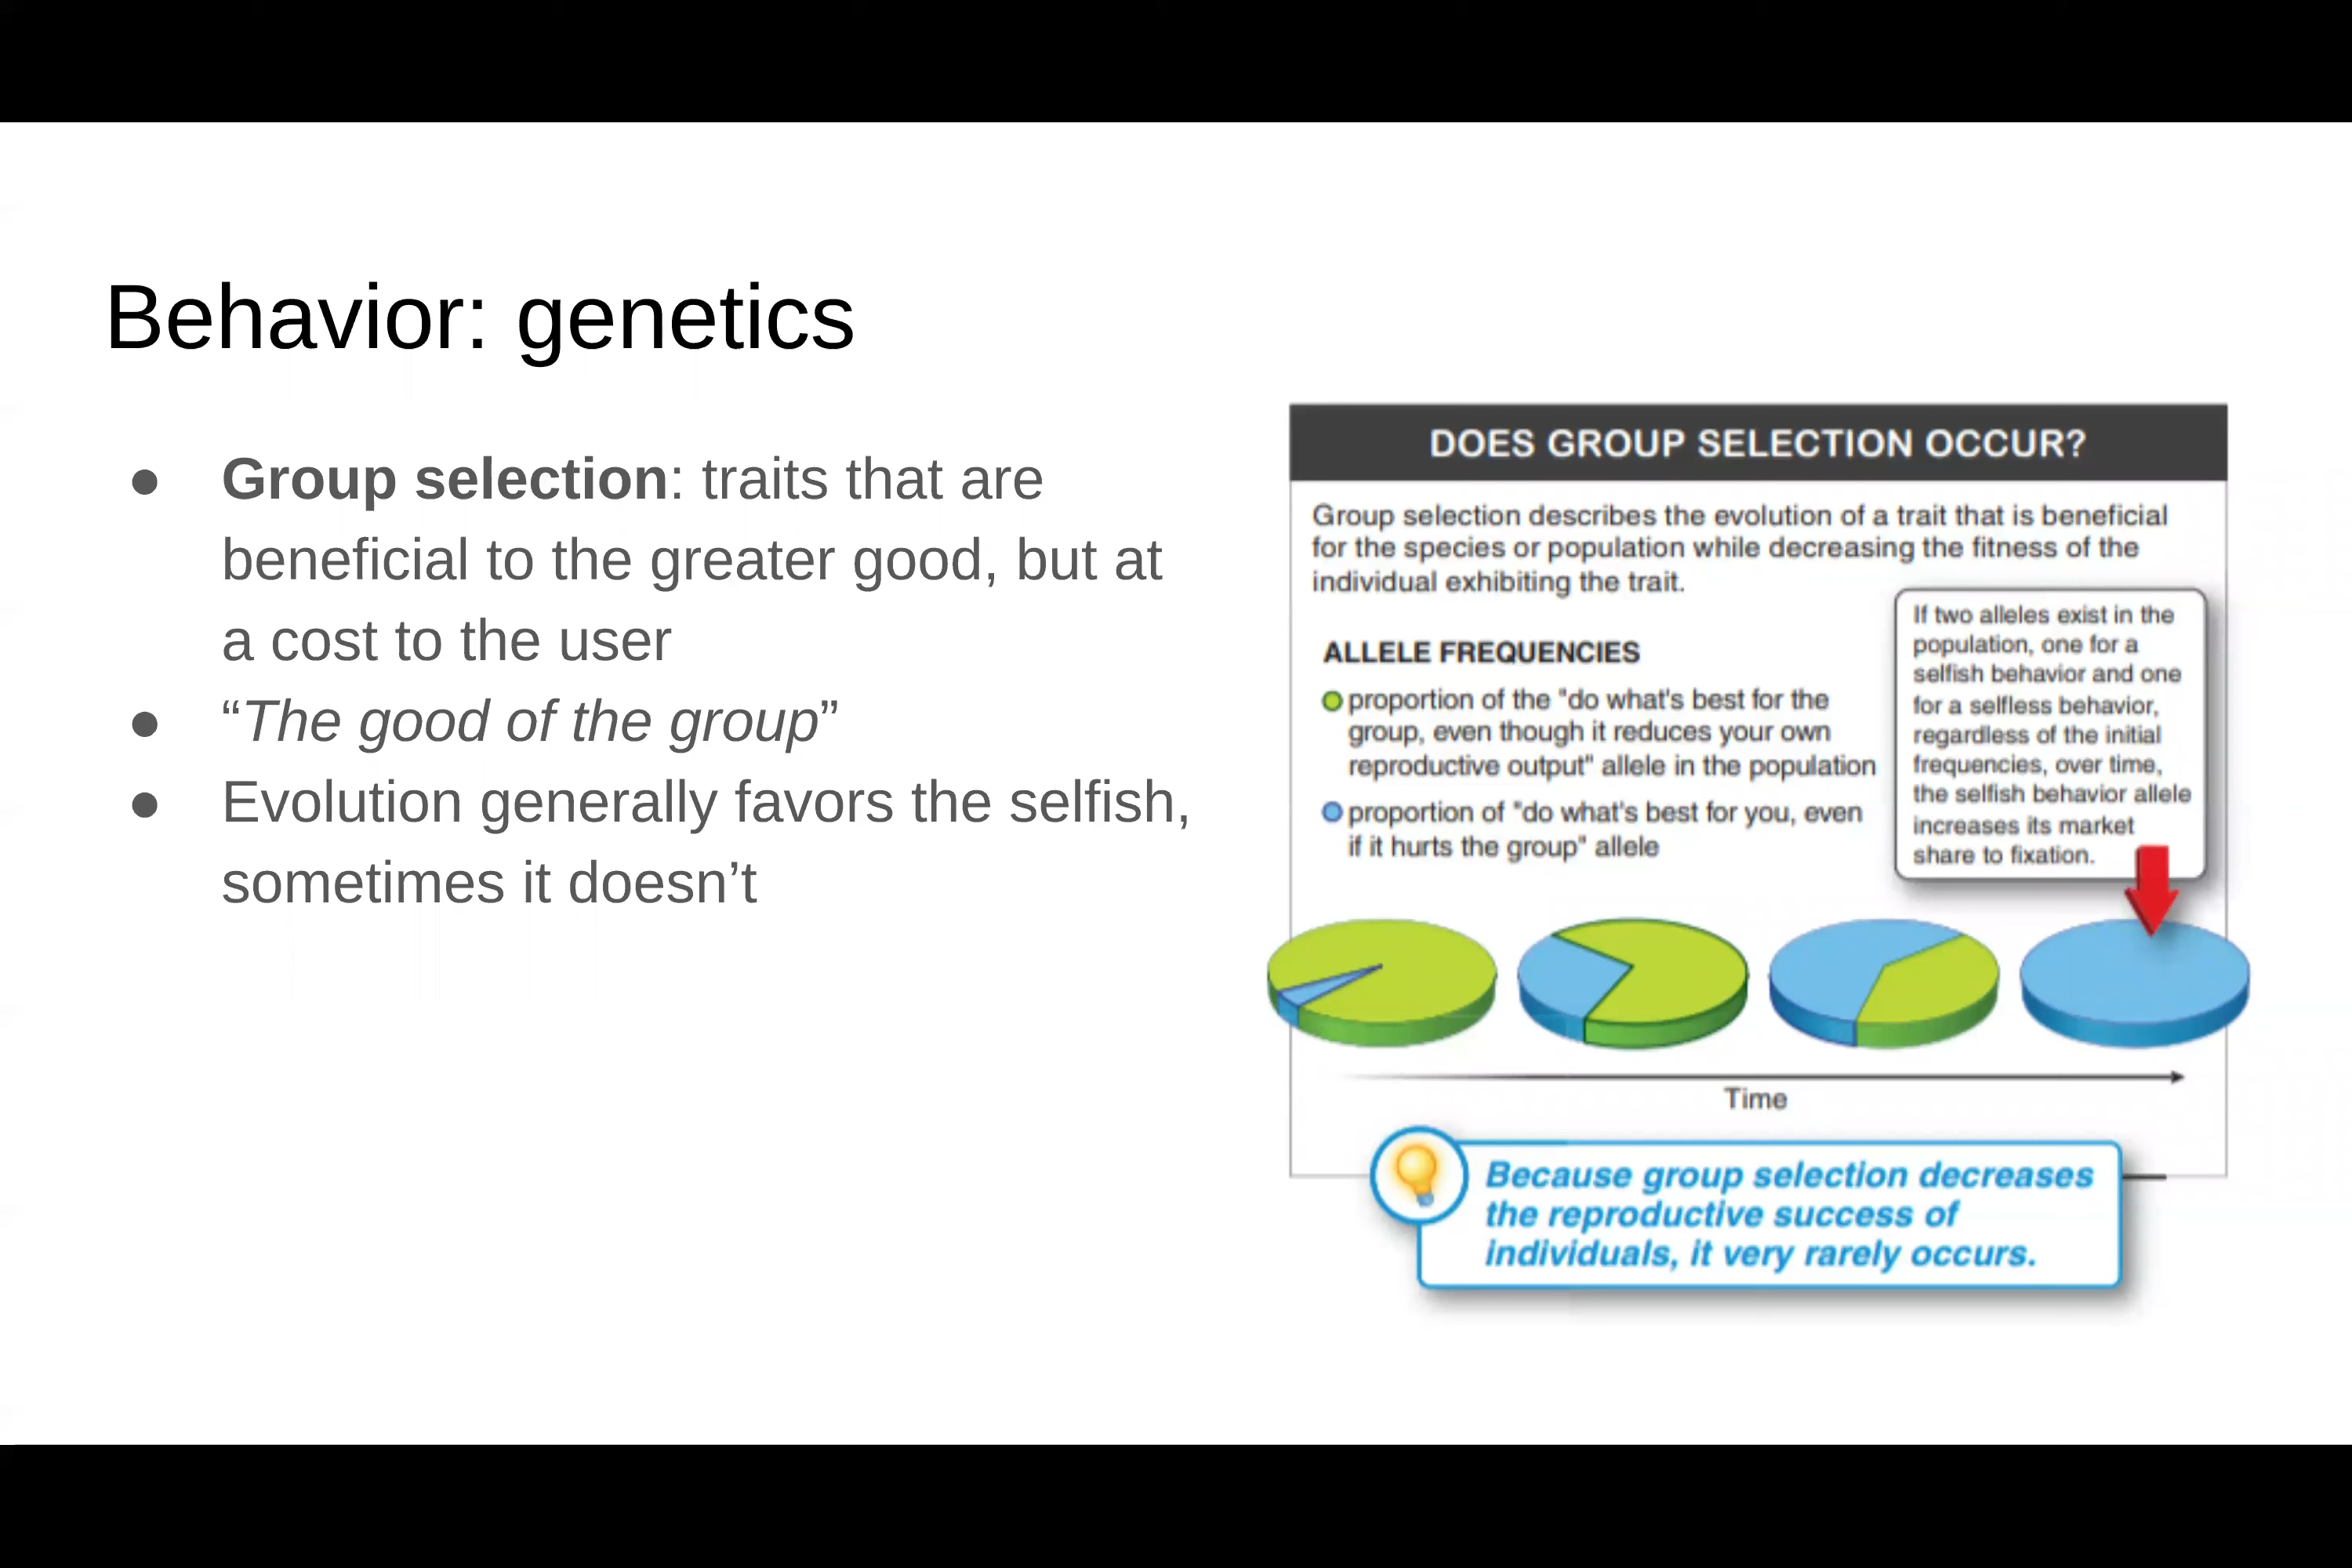 Behavior: genetics
● Group selection: traits that are
beneficial to the greater good, but at
a cost to the user
● “The good of the group”
● Evolution generally favors the selfish,
sometimes it doesn’t
DOES GROUP SELECTION OCCUR?
Group selection describes the evolution of a trait that is beneficial
for the species or population while decreasing the fitness of the
individual exhibiting the trait.
ALLELE FREQUENCIES
proportion of the "do what's best for the
group, even though it reduces your own
reproductive output" allele in the population
proportion of "do what's best for you, even
if it hurts the group" allele
If two alleles exist in the
population, one for a
selfish behavior and one
for a selfless behavior,
regardless of the initial
frequencies, over time,
the selfish behavior allele
increases its market
share to fixation.
Time
Because group selection decreases
the reproductive success of
individuals, it very rarely occurs.